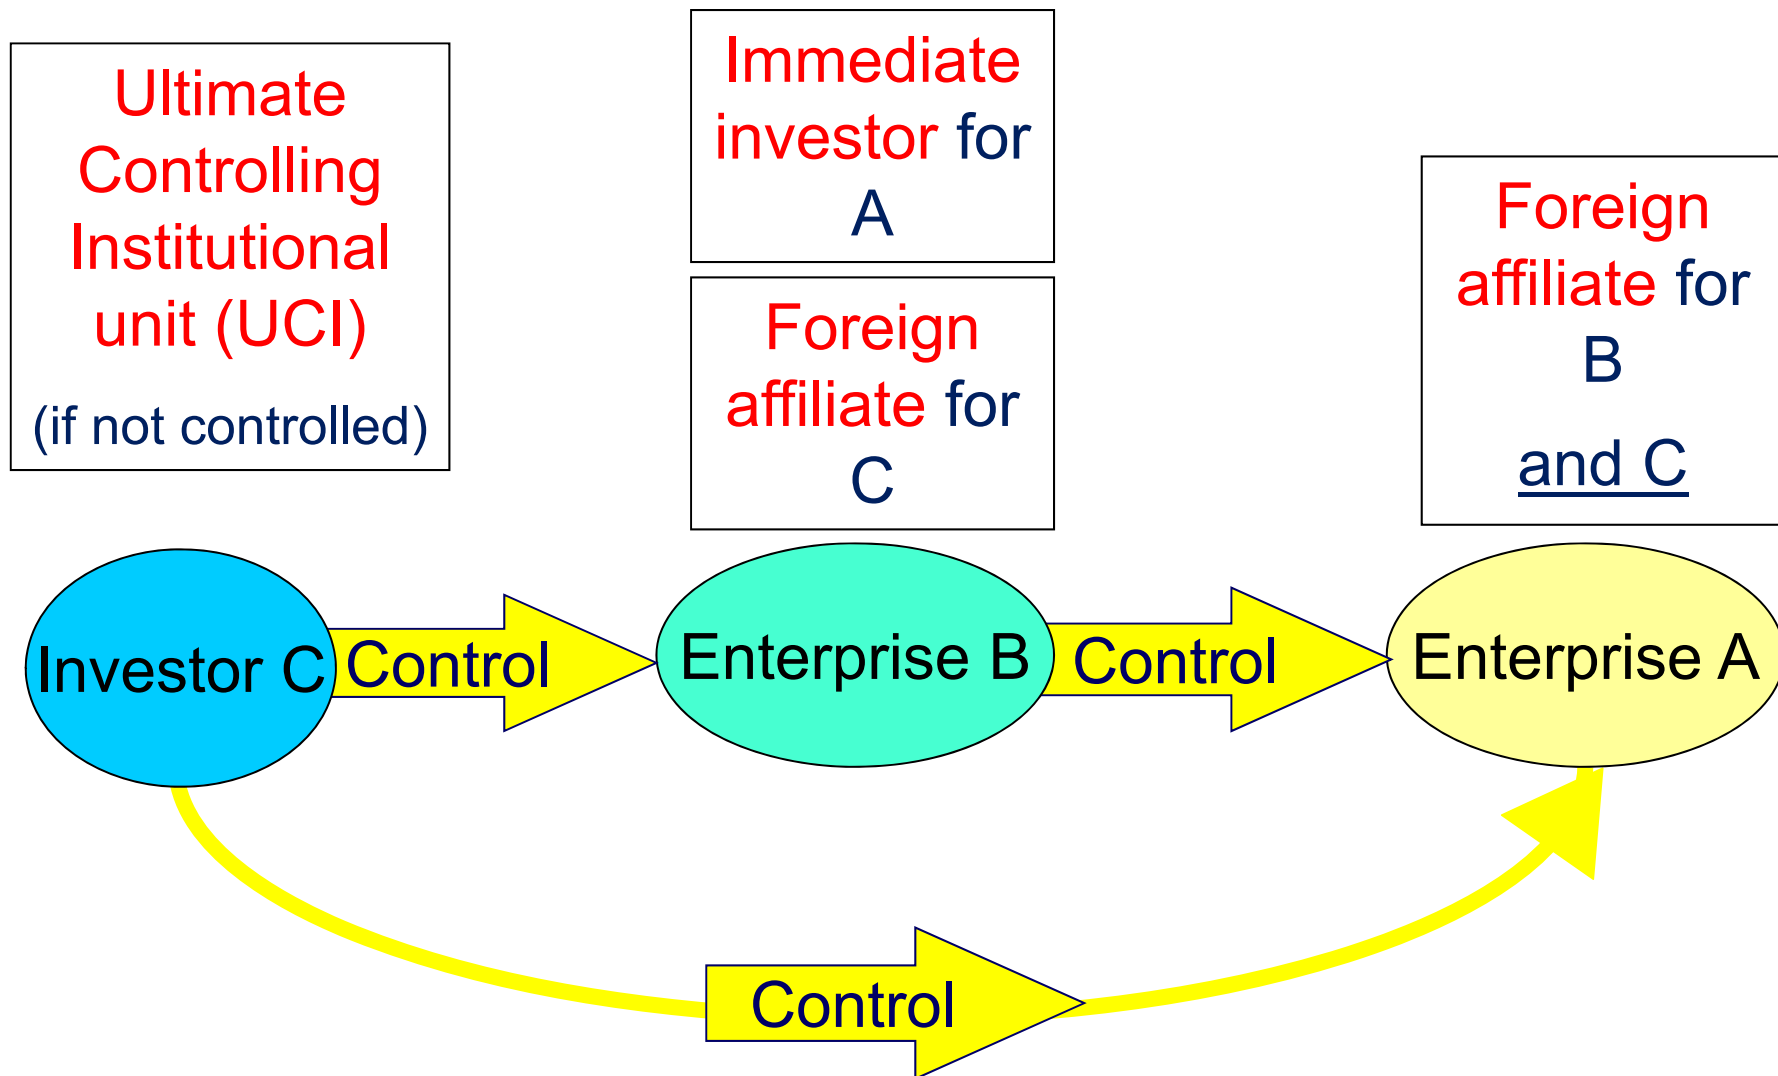 Ultimate
Controlling
Institutional
unit (UCI)
(if not controlled)
Immediate
investor for
A
Foreign
affiliate for
C
Foreign
affiliate for
B
and C
Investor C
Control
Enterprise B
Control
Enterprise A
Control